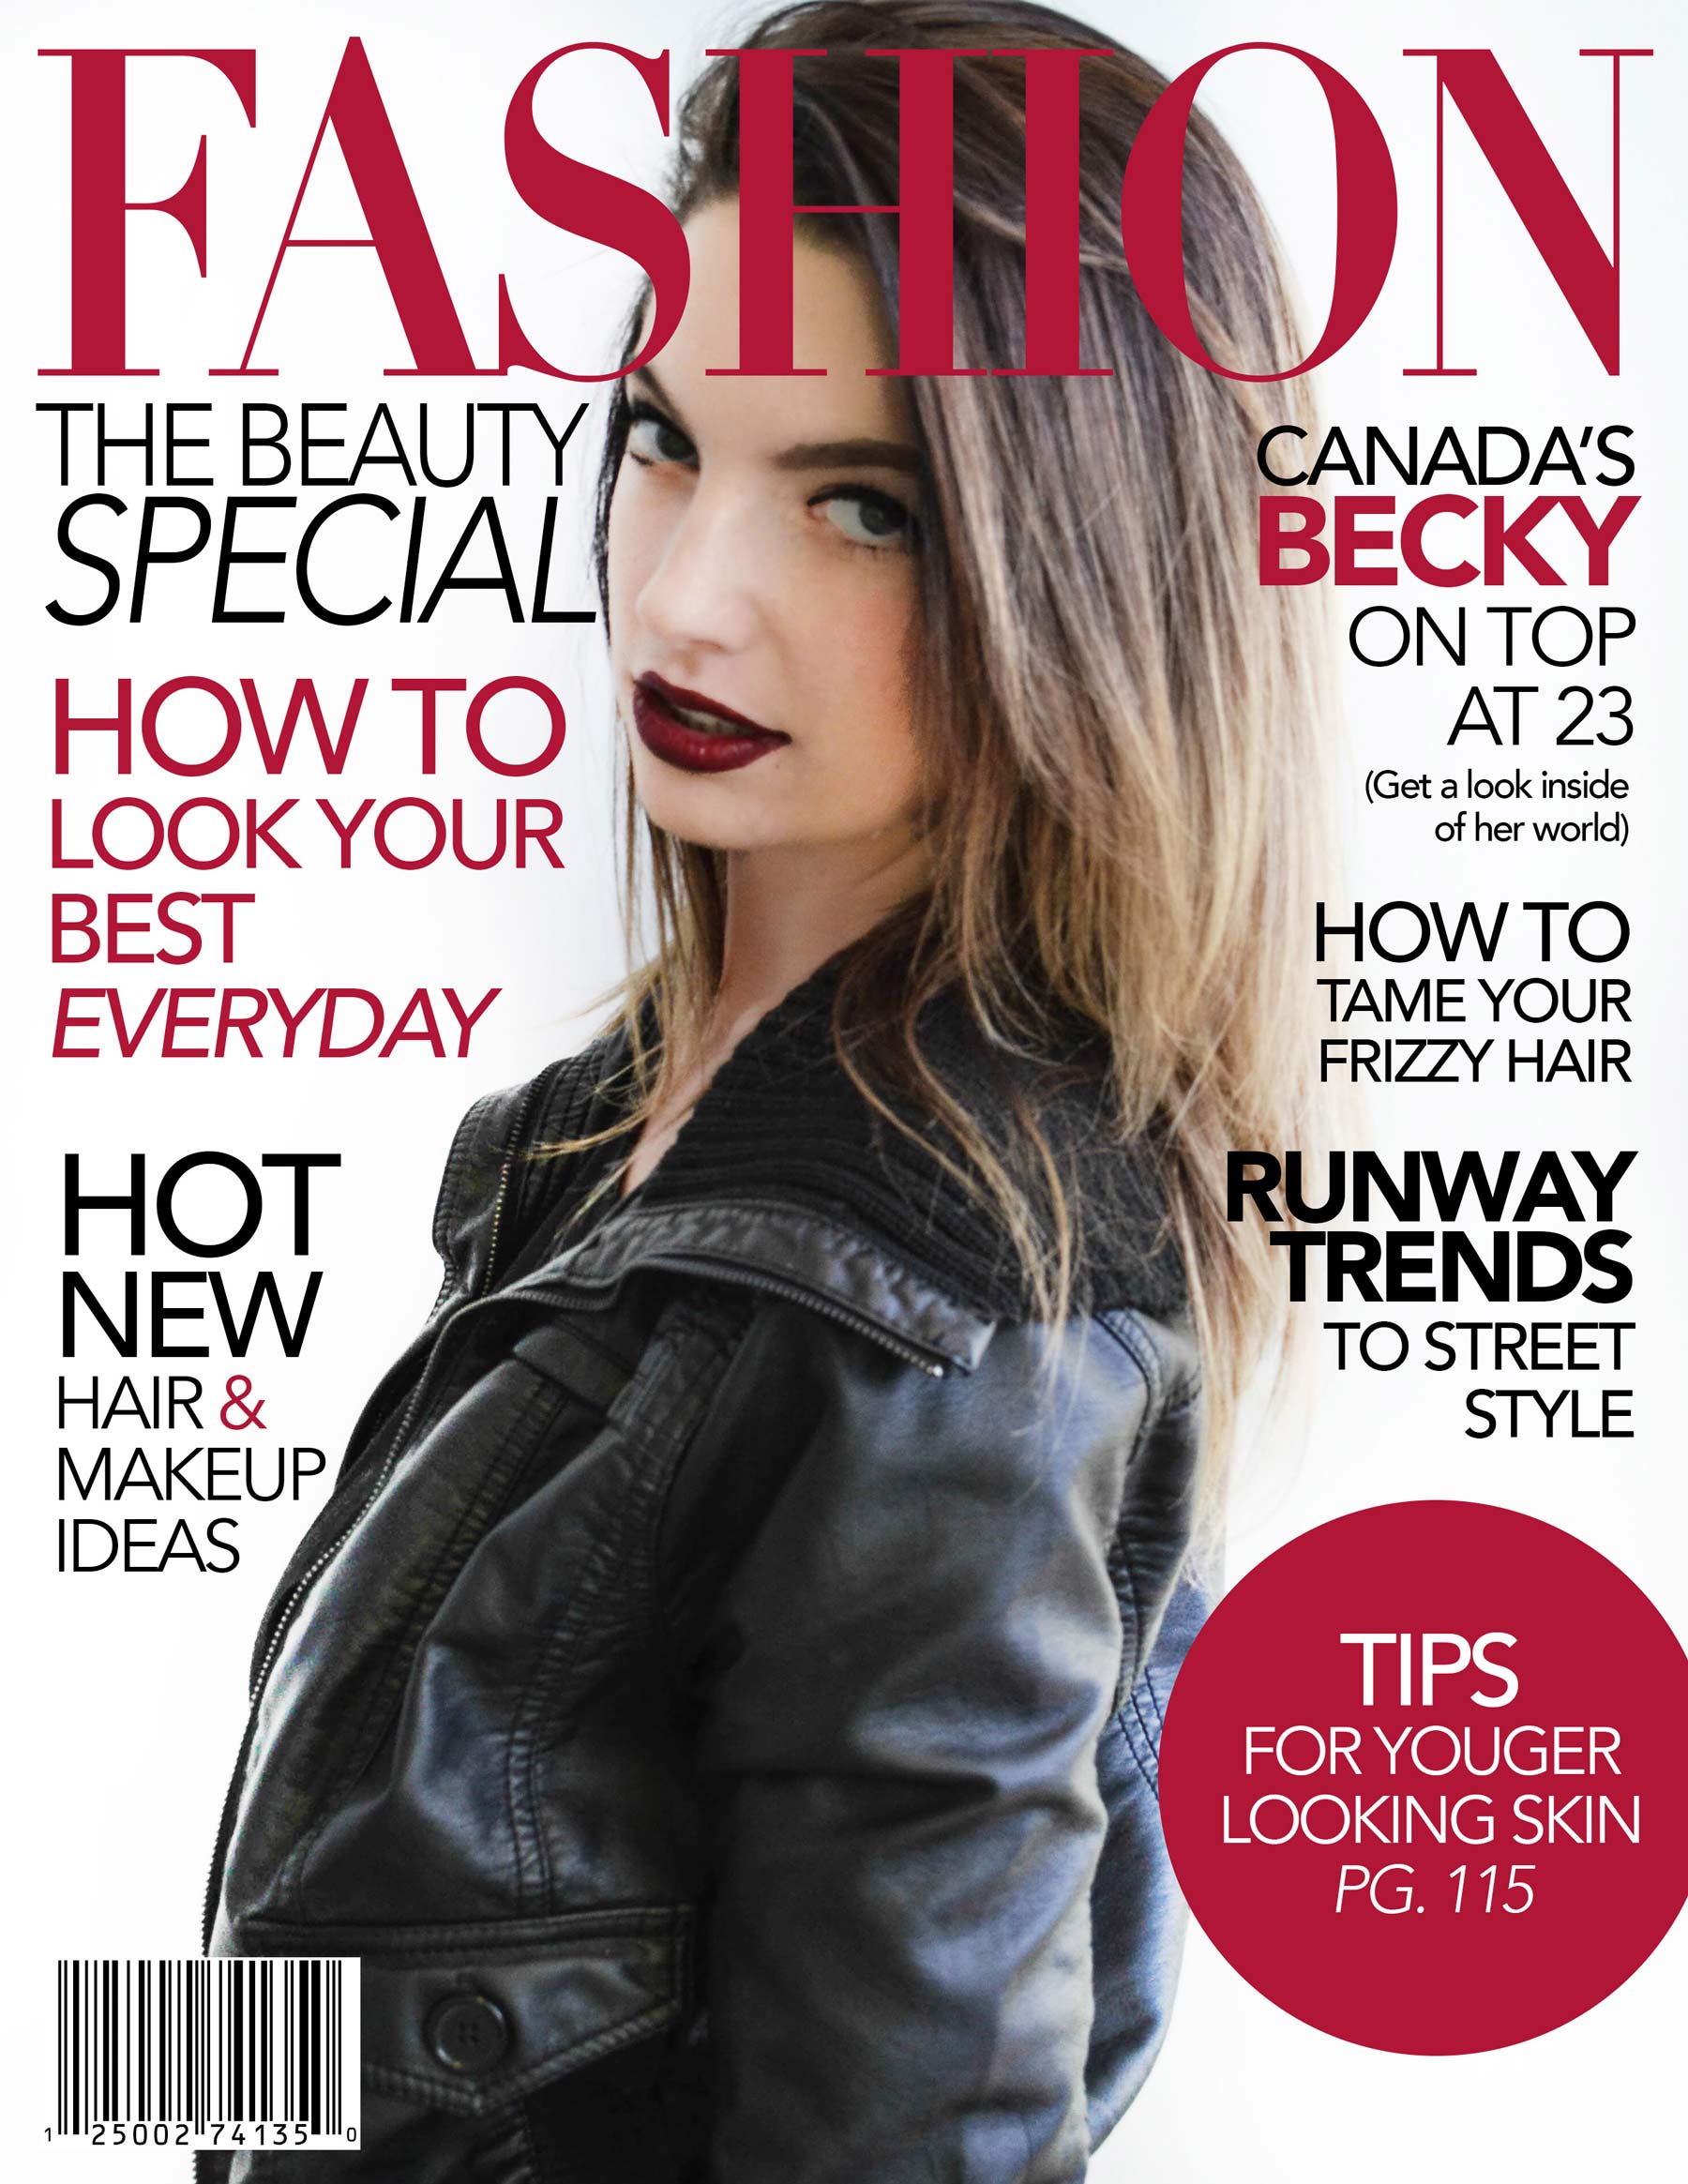 FASHION
THE BEAUTY
SPECIAL
HOW TO
LOOK YOUR
BEST
EVERYDAY
HOT
NEW
HAIR &
MAKEUP
IDEAS
CANADA'S
BECKY
ON TOP
AT 23
(Get a look inside
of her world)
HOW TO
TAME YOUR
FRIZZY HAIR
RUNWAY
TRENDS
TO STREET
STYLE
TIPS
FOR YOUGER
LOOKING SKIN
PG. 115
1 25002 74135 0